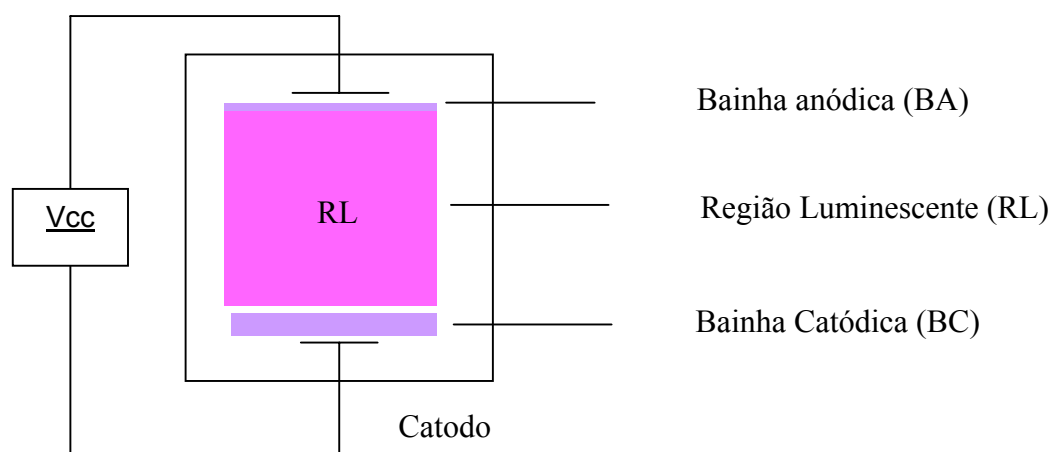 Bainha anódica (BA)
Vcc
RL
Região Luminescente (RL)
Bainha Catódica (BC)
Catodo